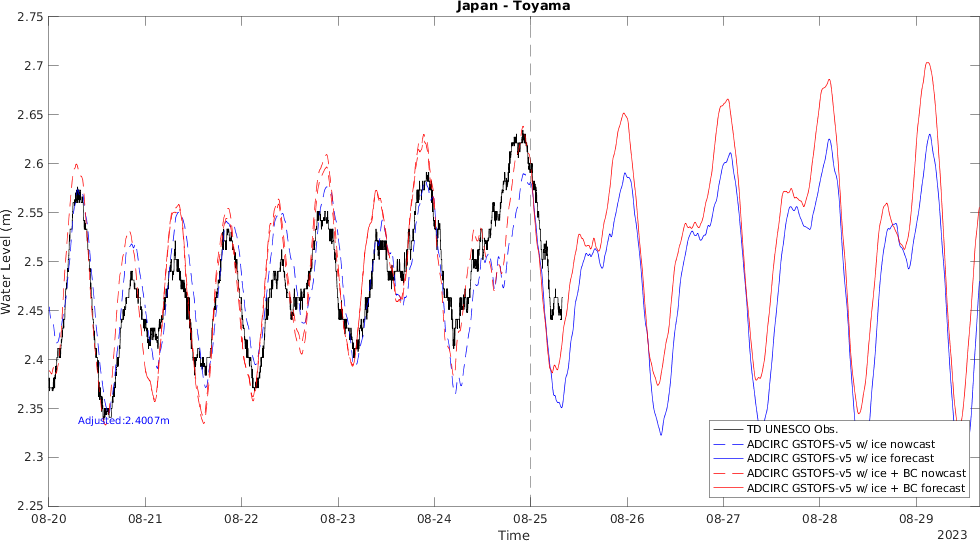 Japan - Toyama
2.75
2.7
2.65
2.6
2.55
2.5
2.45
2.4
2.35
2.3
2.25
Water Level (m)
Adjusted:2.4007m
TD UNESCO Obs.
ADCIRC GSTOFS-v5 w/ ice nowcast
ADCIRC GSTOFS-v5 w/ ice forecast
ADCIRC GSTOFS-v5 w/ ice + BC nowcast
ADCIRC GSTOFS-v5 w/ ice + BC forecast
08-20 08-21 08-22 08-23 08-24 08-25 08-26 08-27 08-28 08-29
Time
2023